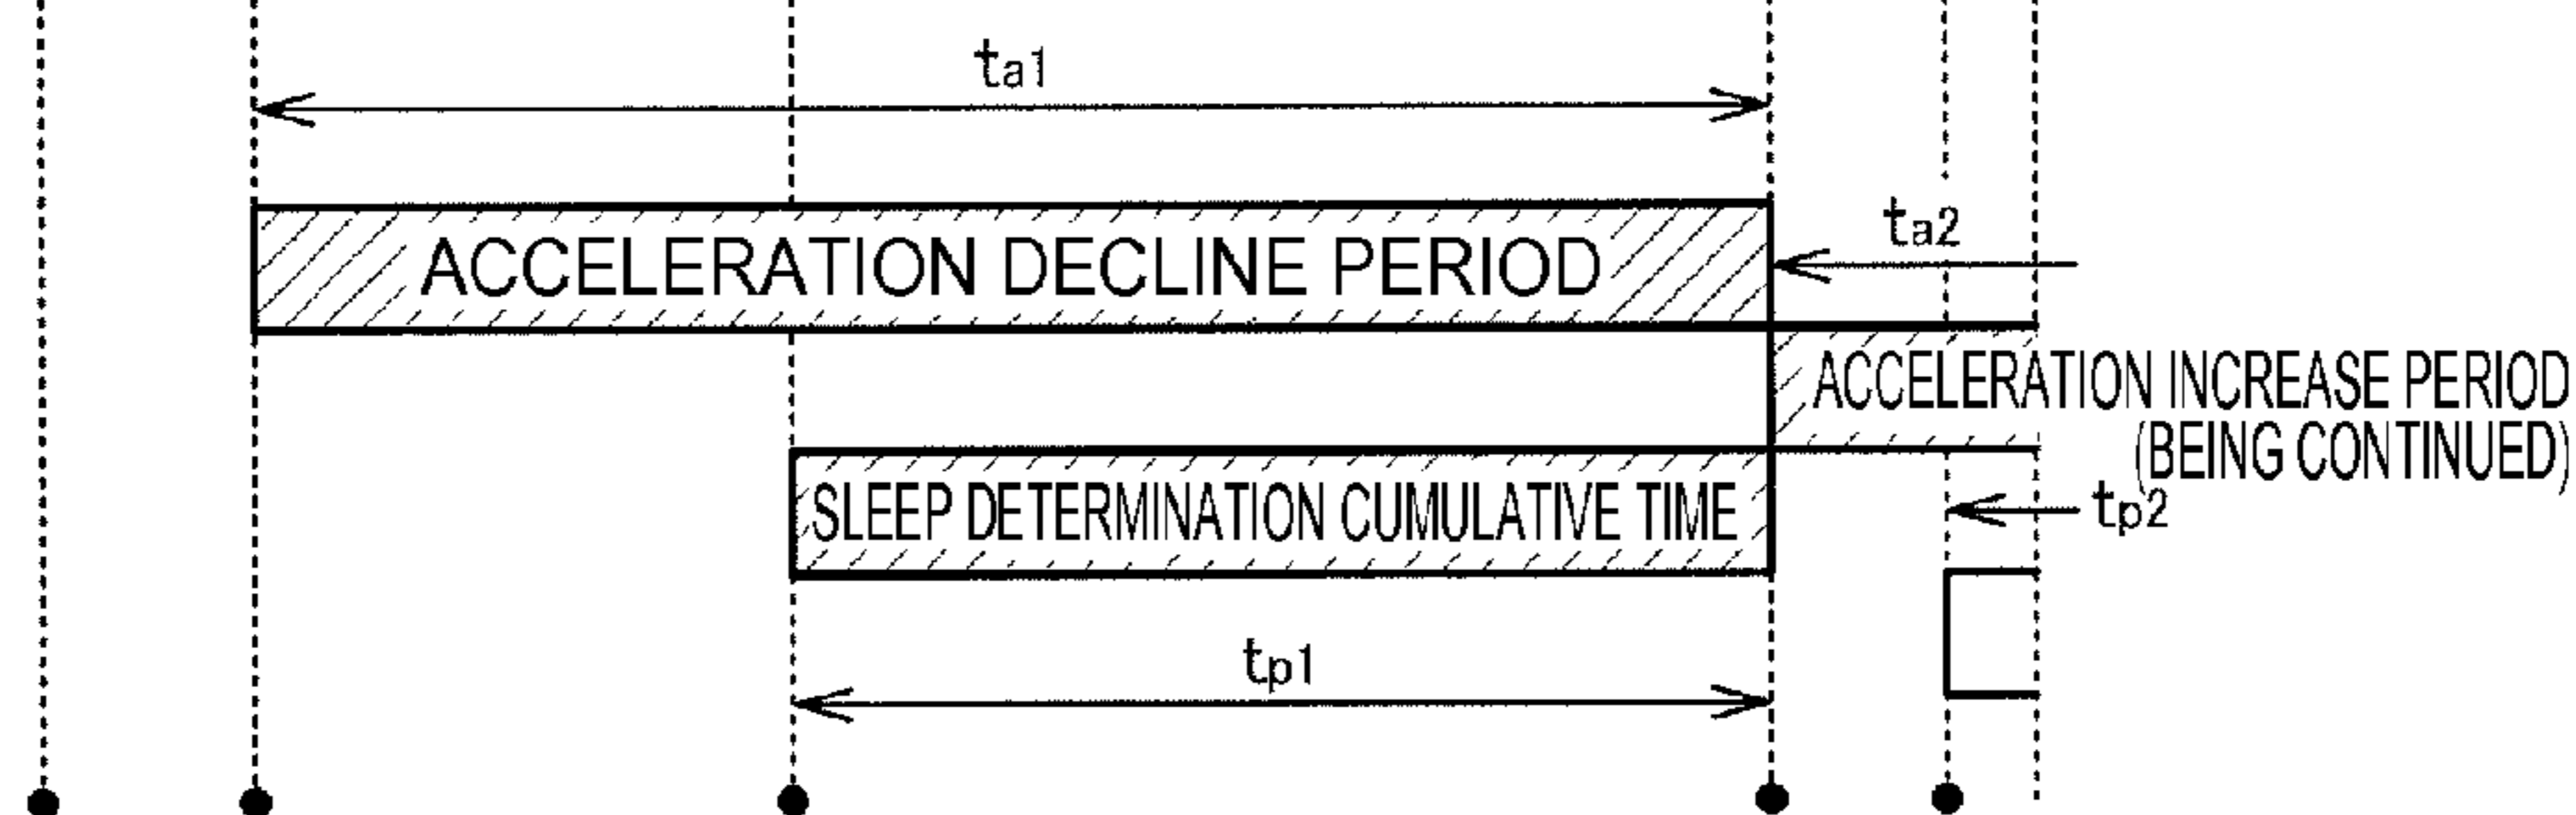 ta1
ta2
ACCELERATION DECLINE PERIOD
ACCELERATION INCREASE PERIOD
(BEING CONTINUED)
SLEEP DETERMINATION CUMULATIVE TIME
tp2
tp1